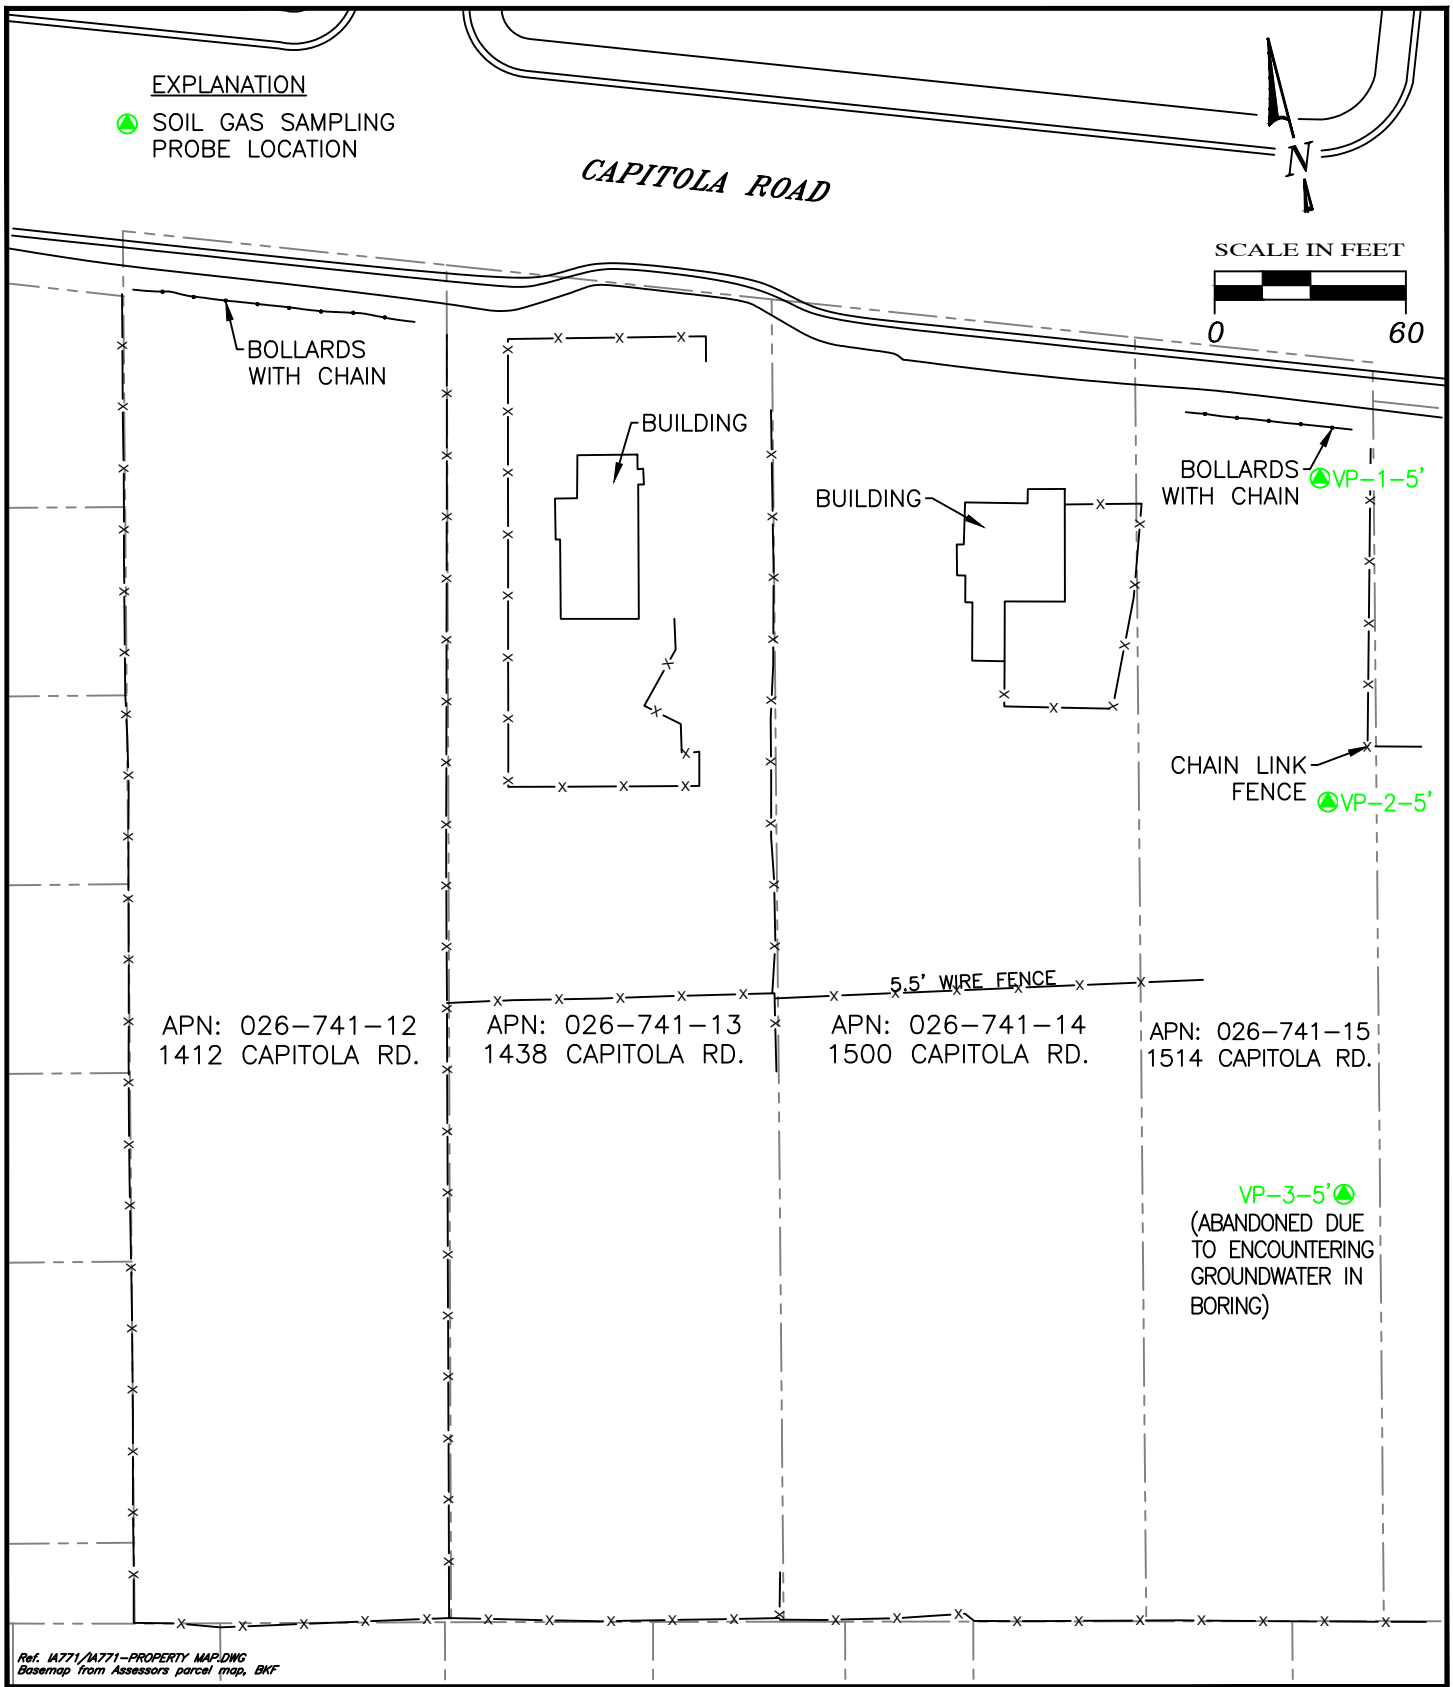 EXPLANATION
SOIL GAS SAMPLING
PROBE LOCATION
CAPITOLA ROAD
N
SCALE IN FEET
0 60
BOLLARDS
WITH CHAIN
BUILDING
BUILDING
BOLLARDS
WITH CHAIN
VP-1-5'
CHAIN LINK
FENCE
VP-2-5'
5.5' WIRE FENCE
APN: 026-741-12
1412 CAPITOLA RD.
APN: 026-741-13
1438 CAPITOLA RD.
APN: 026-741-14
1500 CAPITOLA RD.
APN: 026-741-15
1514 CAPITOLA RD.
VP-3-5'
(ABANDONED DUE
TO ENCOUNTERING
GROUNDWATER IN
BORING)
Ref. IA771/IA771-PROPERTY MAP.DWG
Basemap from Assessors parcel map, BKF